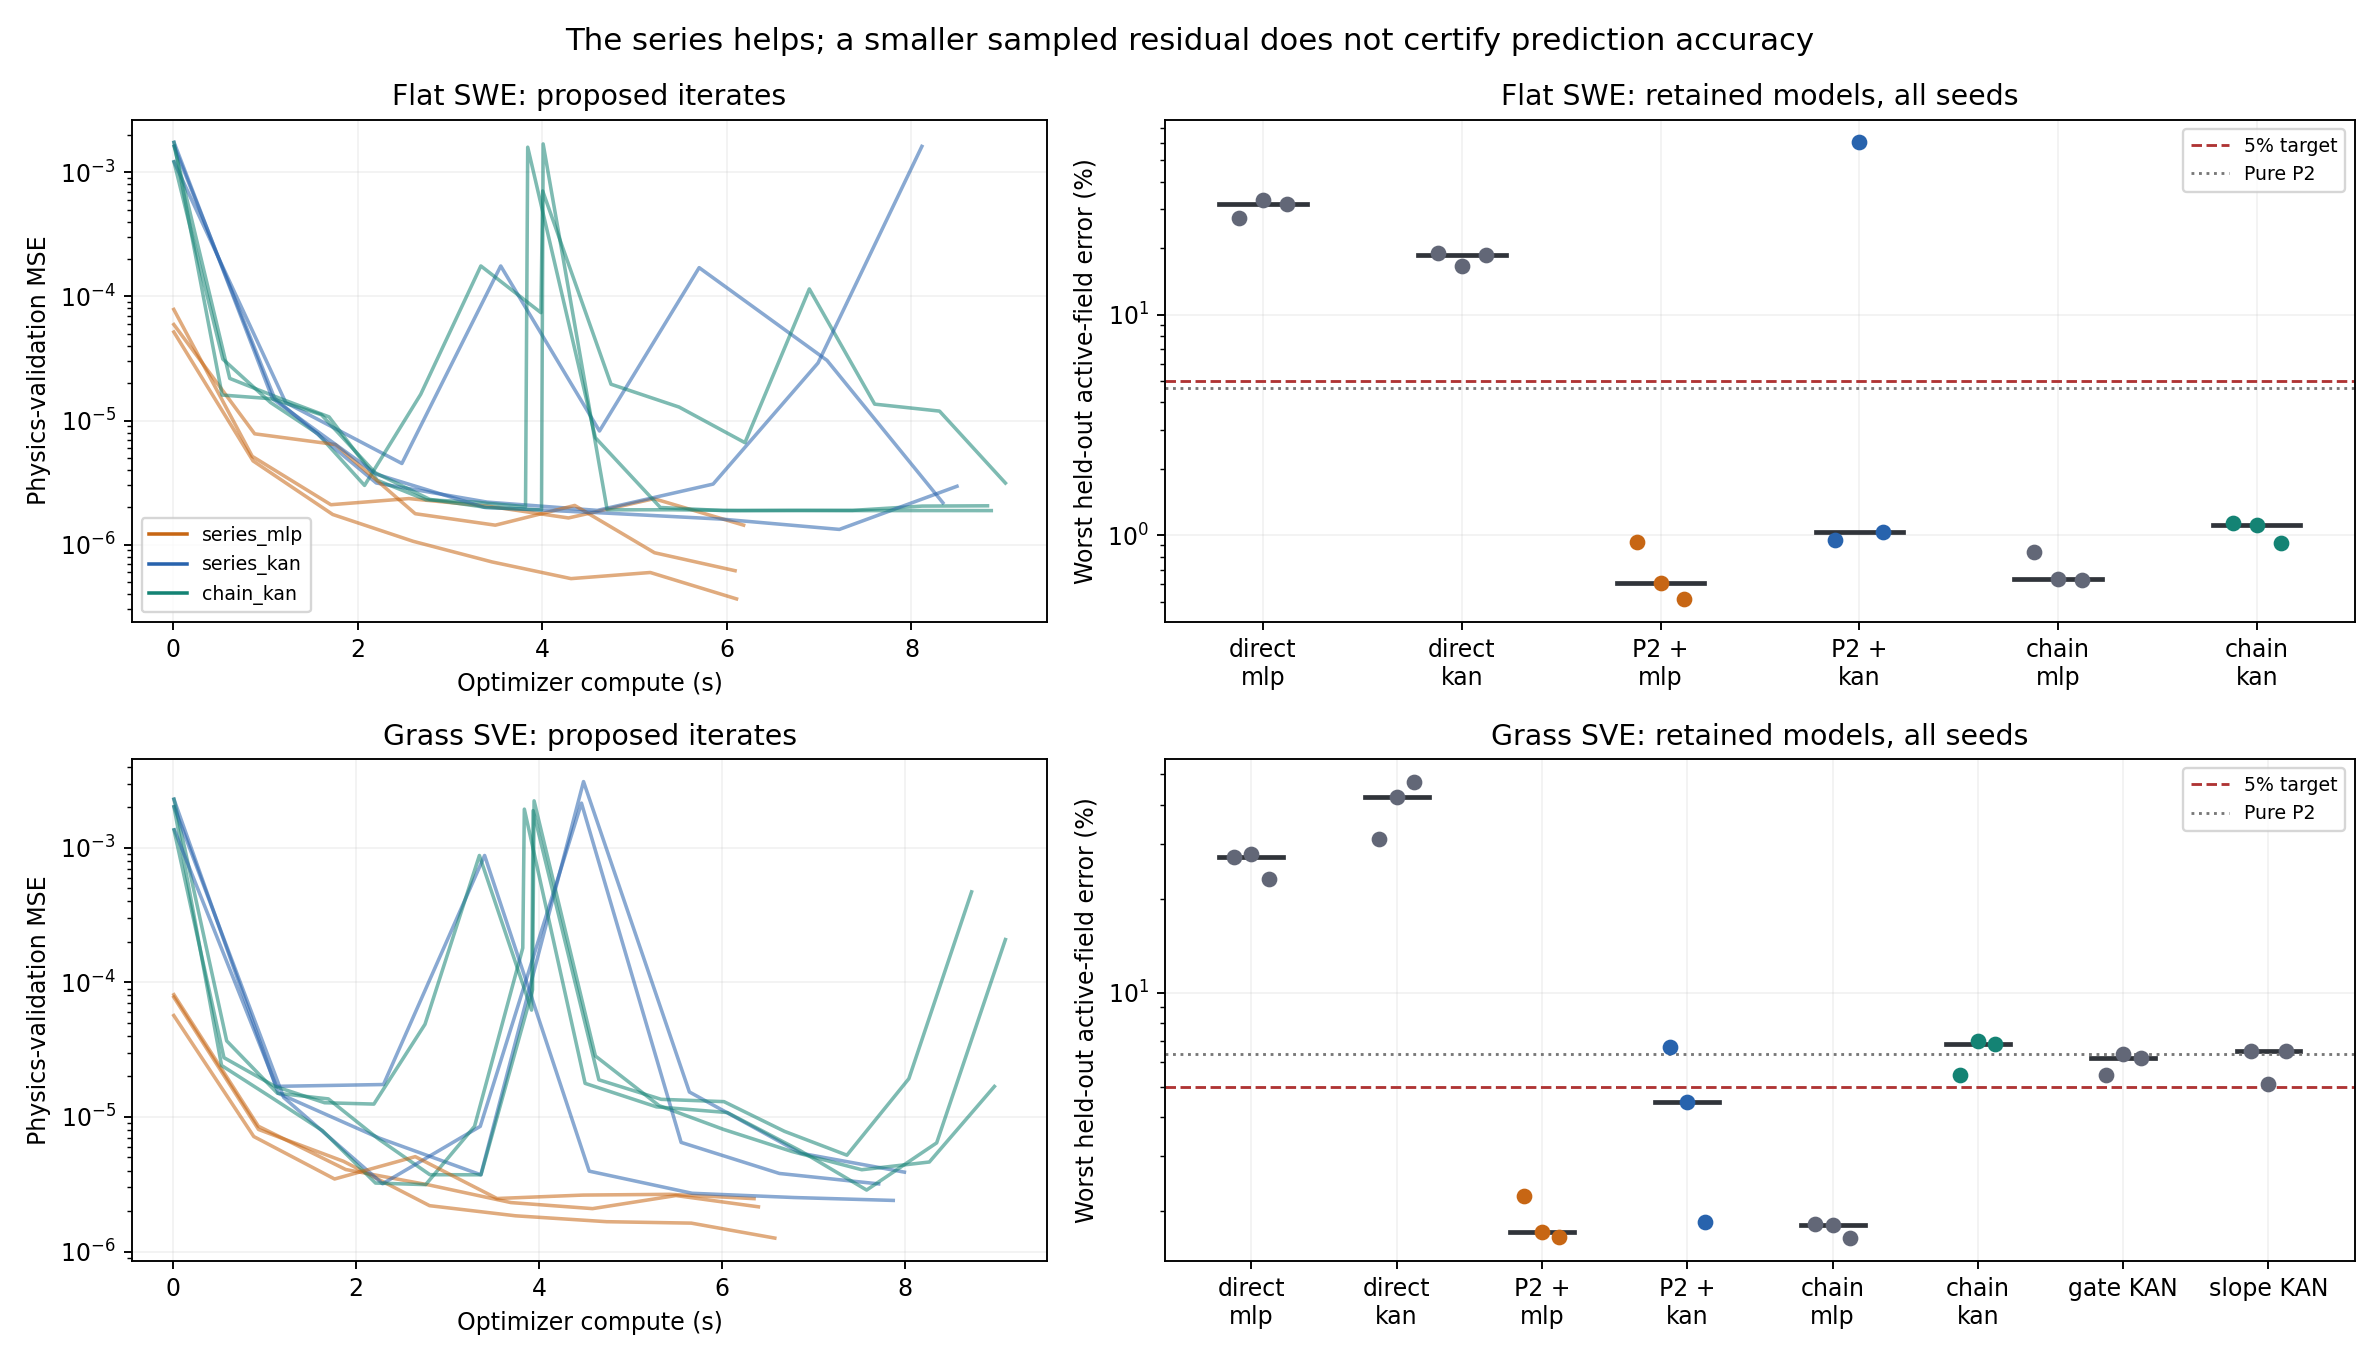 The series helps; a smaller sampled residual does not certify prediction accuracy
Flat SWE: proposed iterates
Physics-validation MSE
10⁻³
10⁻⁴
10⁻⁵
10⁻⁶
series_mlp
series_kan
chain_kan
0 2 4 6 8
Optimizer compute (s)
Flat SWE: retained models, all seeds
Worst held-out active-field error (%)
10¹
10⁰
5% target
Pure P2
direct mlp
direct kan
P2 + mlp
P2 + kan
chain mlp
chain kan
Grass SVE: proposed iterates
Physics-validation MSE
10⁻³
10⁻⁴
10⁻⁵
10⁻⁶
0 2 4 6 8
Optimizer compute (s)
Grass SVE: retained models, all seeds
Worst held-out active-field error (%)
10¹
5% target
Pure P2
direct mlp
direct kan
P2 + mlp
P2 + kan
chain mlp
chain kan
gate KAN
slope KAN